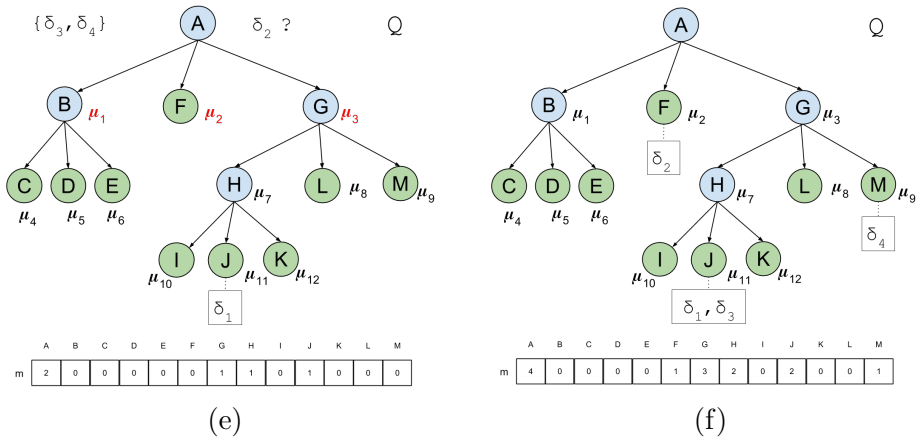 {δ₃,δ₄} A δ₂ ? Q
B μ₁ F μ₂ G μ₃
C D E H μ₇ L μ₈ M μ₉
μ₄ μ₅ μ₆
I J K
μ₁₀ μ₁₁ μ₁₂
δ₁
A B C D E F G H I J K L M
m 2 0 0 0 0 0 1 1 0 1 0 0 0
(e)
A Q
B μ₁ F μ₂ G μ₃
δ₂
C D E H μ₇ L μ₈ M μ₉
μ₄ μ₅ μ₆
δ₄
I J K
μ₁₀ μ₁₁ μ₁₂
δ₁,δ₃
A B C D E F G H I J K L M
m 4 0 0 0 0 1 3 2 0 2 0 0 1
(f)